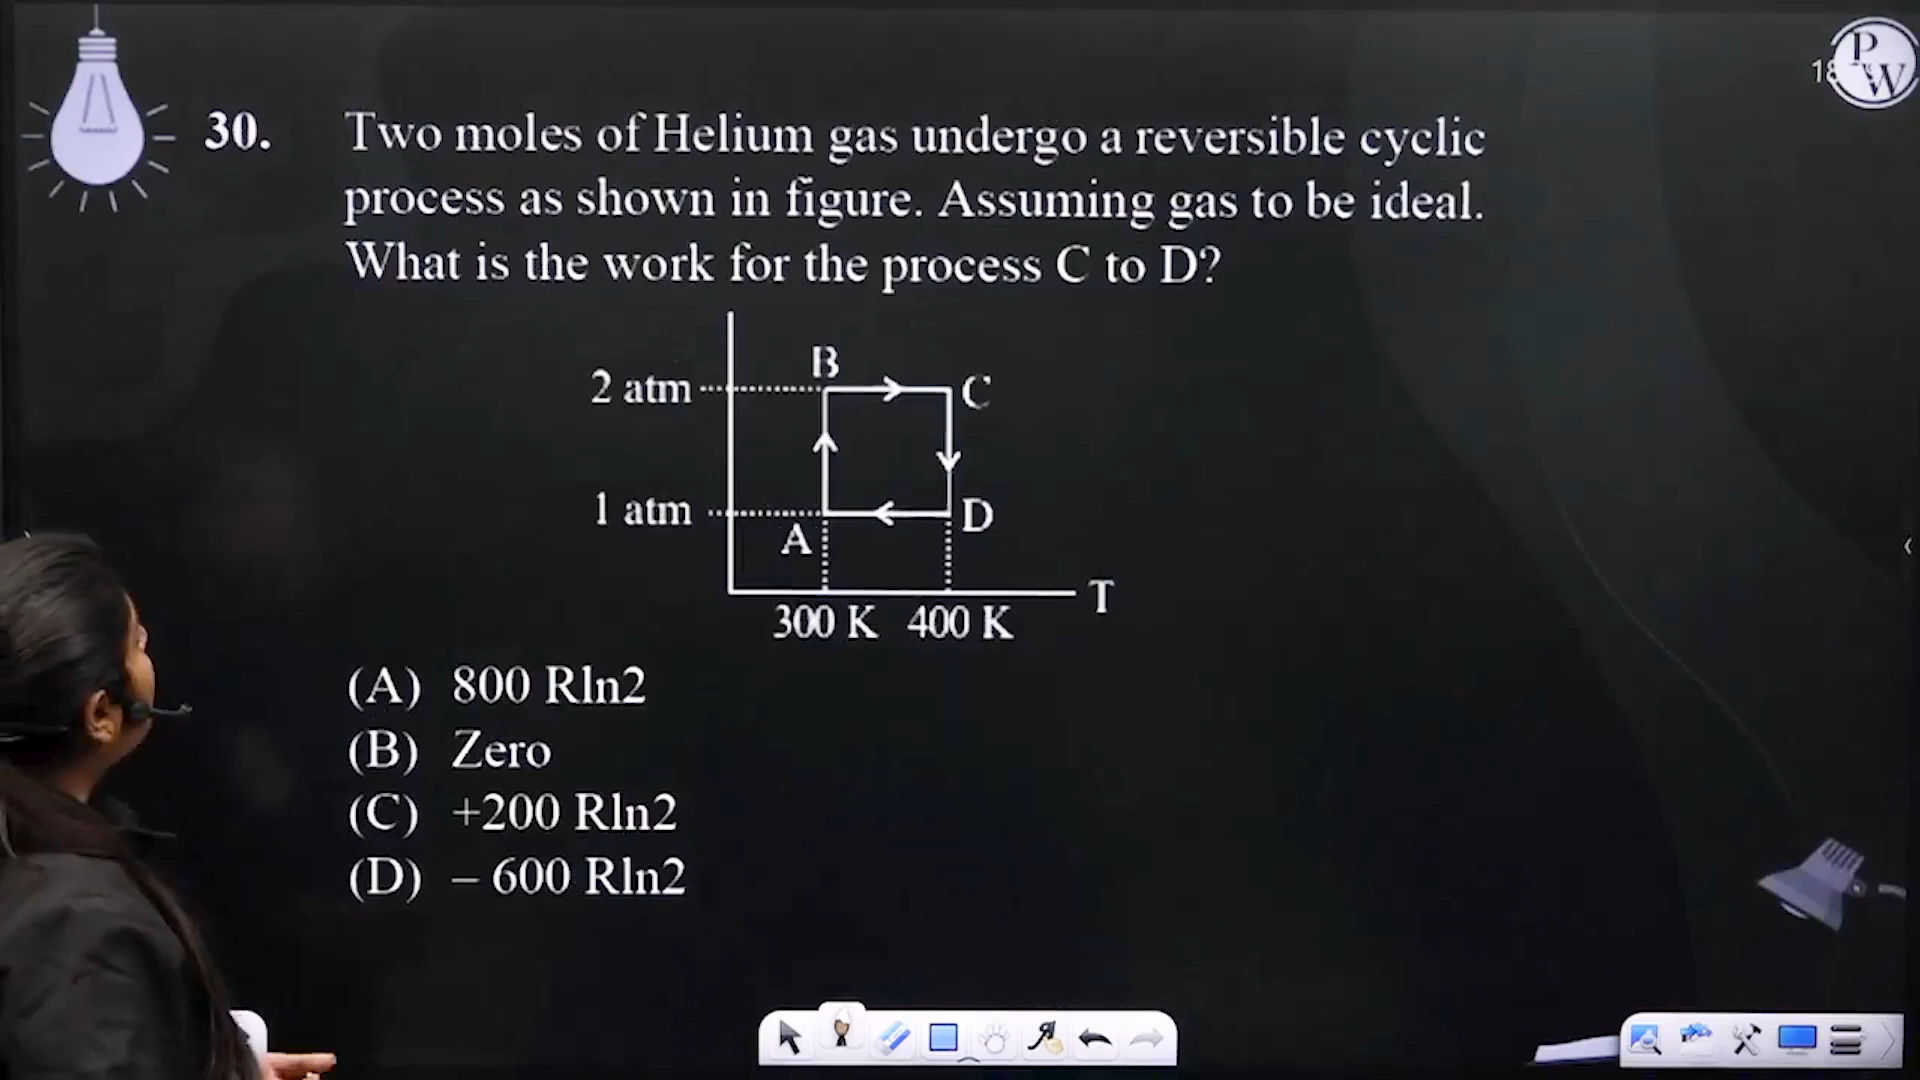 PW
18
30. Two moles of Helium gas undergo a reversible cyclic
process as shown in figure. Assuming gas to be ideal.
What is the work for the process C to D?
B
2 atm C
1 atm D
A
T
300 K 400 K
(A) 800 Rln2
(B) Zero
(C) +200 Rln2
(D) – 600 Rln2